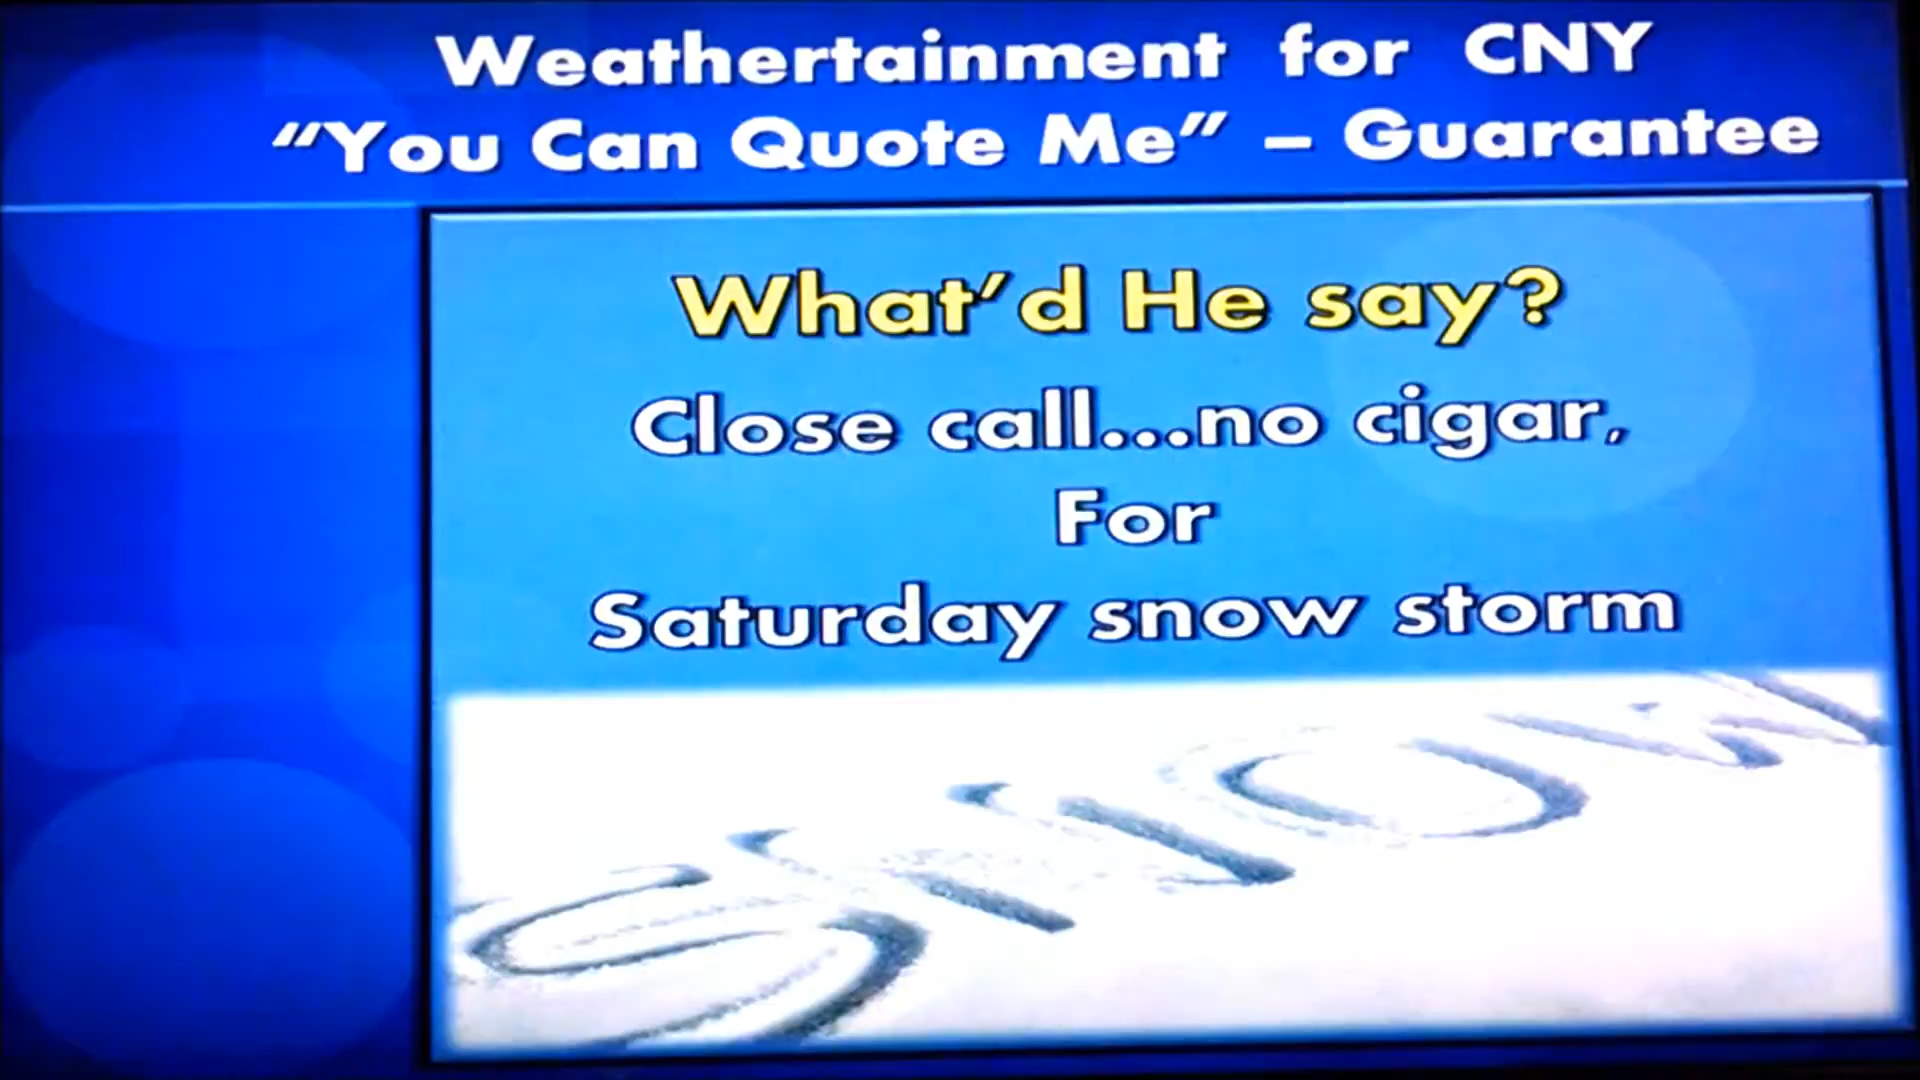 Weathertainment for CNY
“You Can Quote Me” – Guarantee
What’d He say?
Close call...no cigar,
For
Saturday snow storm
Snow